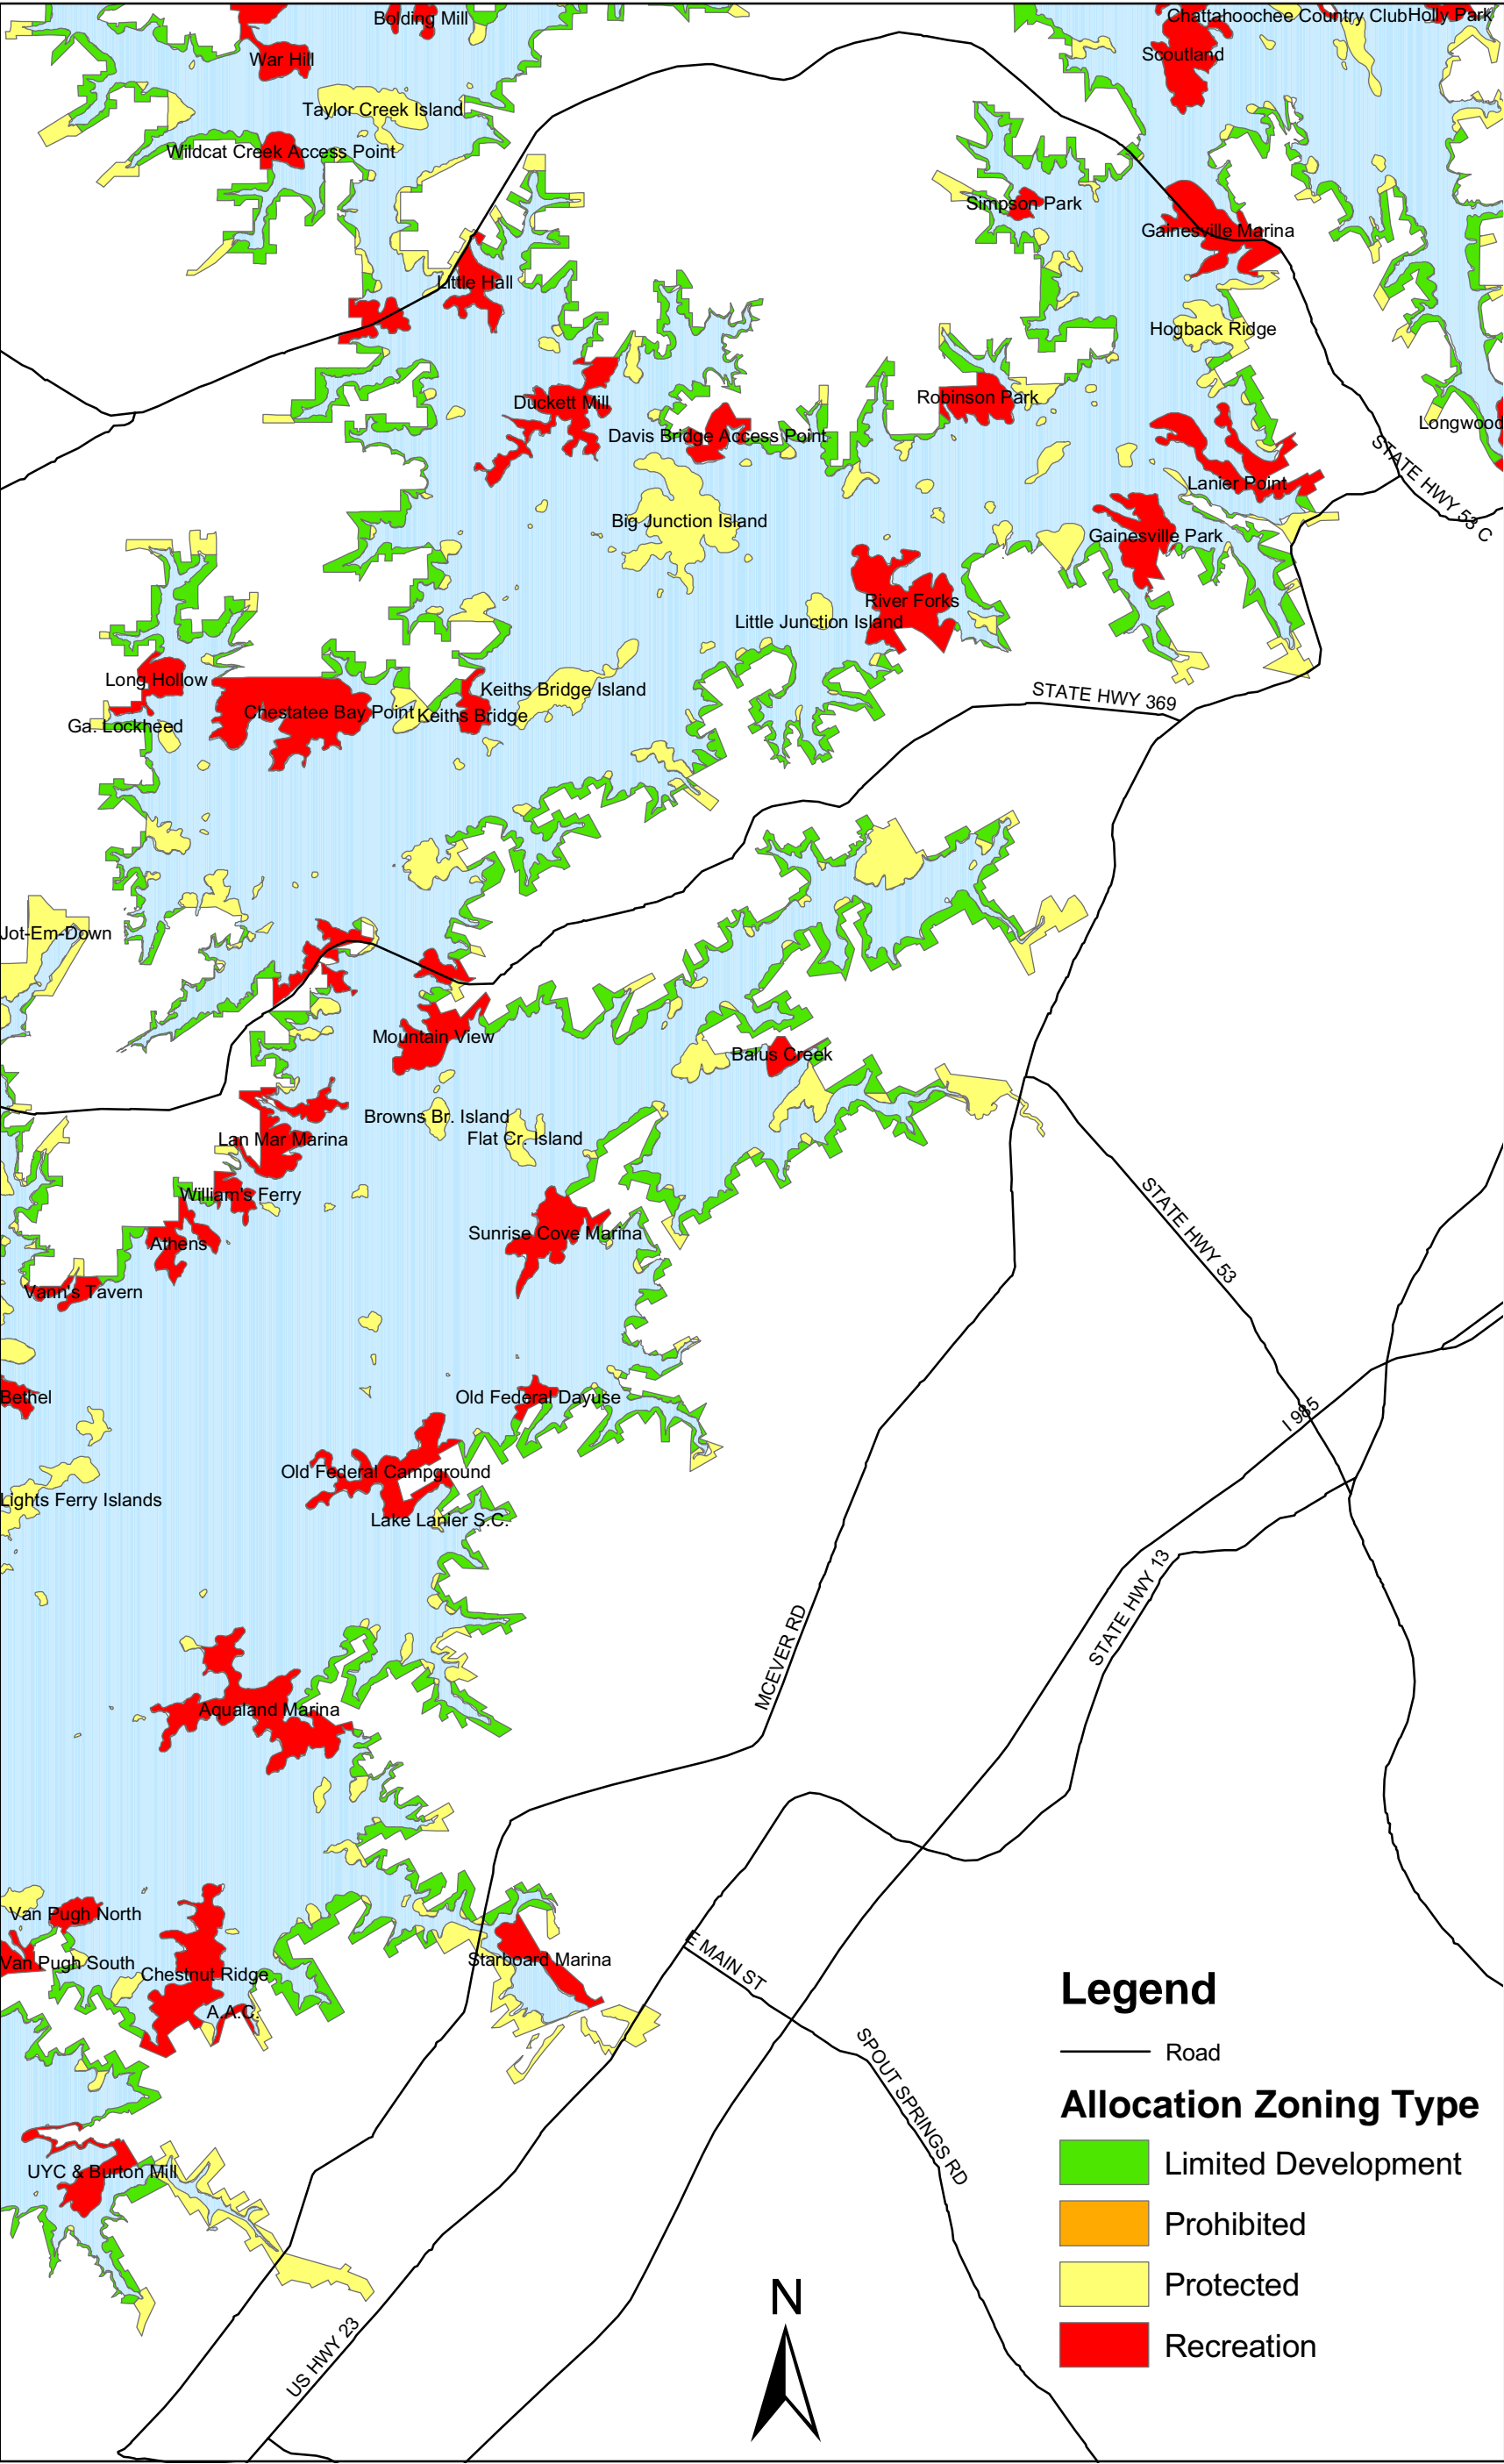 Bolding Mill
Chattahoochee Country Club
Holly Park
War Hill
Scoutland
Taylor Creek Island
Wildcat Creek Access Point
Simpson Park
Gainesville Marina
Little Hall
Hogback Ridge
Duckett Mill
Robinson Park
Davis Bridge Access Point
Longwood
STATE HWY 53 C
Lanier Point
Big Junction Island
Gainesville Park
River Forks
Little Junction Island
Long Hollow
Keiths Bridge Island
STATE HWY 369
Chestatee Bay Point
Keiths Bridge
Ga. Lockheed
Jot-Em-Down
Mountain View
Balus Creek
Browns Br. Island
Flat Cr. Island
Lan Mar Marina
William's Ferry
STATE HWY 53
Sunrise Cove Marina
Athens
Vann's Tavern
Bethel
Old Federal Dayuse
I 985
Old Federal Campground
Lights Ferry Islands
Lake Lanier S.C.
STATE HWY 13
MCEVER RD
Aqualand Marina
Van Pugh North
Van Pugh South
Chestnut Ridge
Starboard Marina
E MAIN ST
A.A.C.
SPOUT SPRINGS RD
UYC & Burton Mill
US HWY 23
N
Legend
Road
Allocation Zoning Type
Limited Development
Prohibited
Protected
Recreation